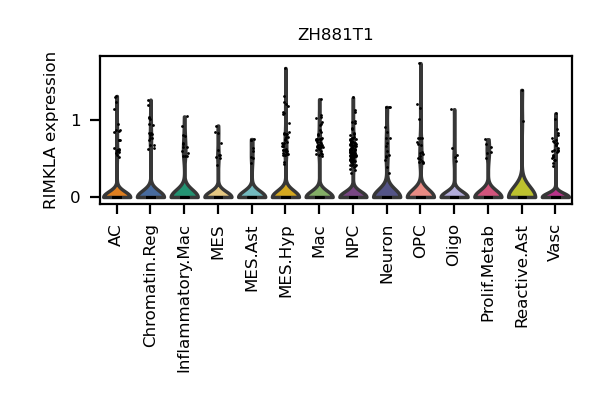 ZH881T1
RIMKLA expression
1
0
AC
Chromatin.Reg
Inflammatory.Mac
MES
MES.Ast
MES.Hyp
Mac
NPC
Neuron
OPC
Oligo
Prolif.Metab
Reactive.Ast
Vasc